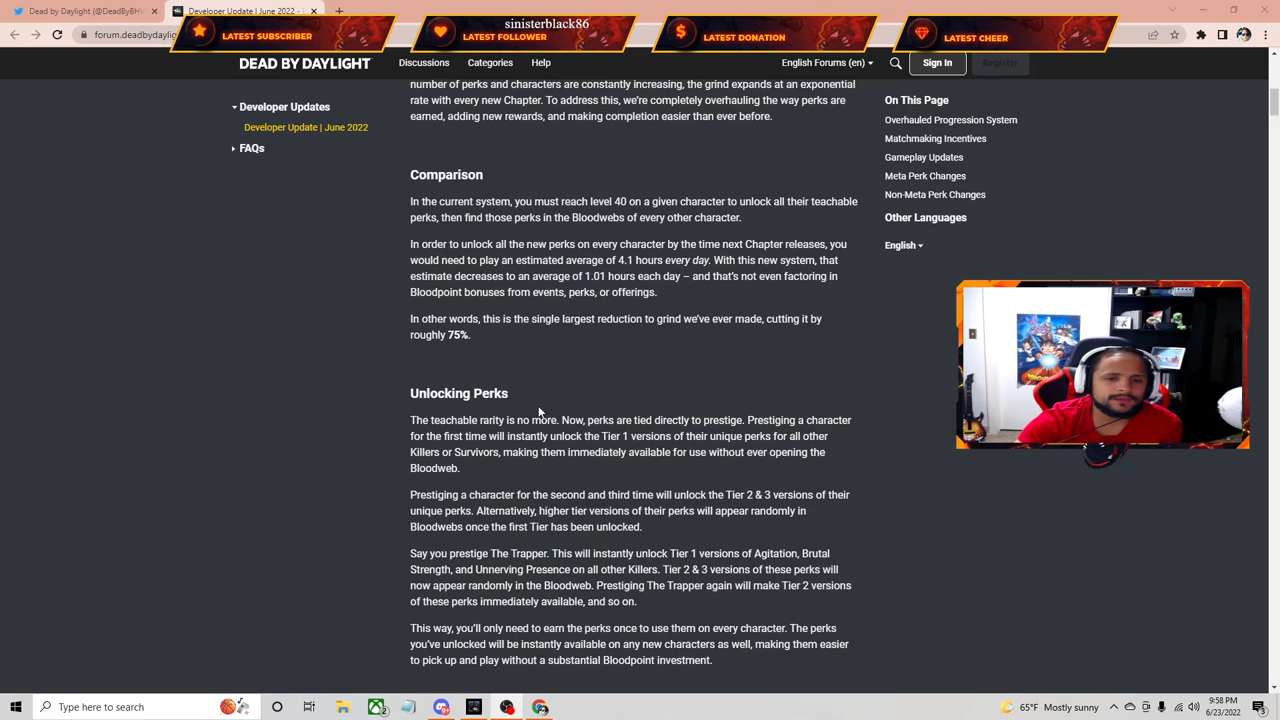 Dead by Daylight (@DeadByBHV
Developer Update | June 2022 -
forum.deadbydaylig
sinisterblack86
LATEST SUBSCRIBER
LATEST FOLLOWER
LATEST DONATION
LATEST CHEER
DEAD BY DAYLIGHT
Discussions
Categories
Help
English Forums (en)
Sign In
Register
Developer Updates
Developer Update | June 2022
FAQs
number of perks and characters are constantly increasing, the grind expands at an exponential
rate with every new Chapter. To address this, we're completely overhauling the way perks are
earned, adding new rewards, and making completion easier than ever before.
Comparison
In the current system, you must reach level 40 on a given character to unlock all their teachable
perks, then find those perks in the Bloodwebs of every other character.
In order to unlock all the new perks on every character by the time next Chapter releases, you
would need to play an estimated average of 4.1 hours every day. With this new system, that
estimate decreases to an average of 1.01 hours each day – and that's not even factoring in
Bloodpoint bonuses from events, perks, or offerings.
In other words, this is the single largest reduction to grind we've ever made, cutting it by
roughly 75%.
Unlocking Perks
The teachable rarity is no more. Now, perks are tied directly to prestige. Prestiging a character
for the first time will instantly unlock the Tier 1 versions of their unique perks for all other
Killers or Survivors, making them immediately available for use without ever opening the
Bloodweb.
Prestiging a character for the second and third time will unlock the Tier 2 & 3 versions of their
unique perks. Alternatively, higher tier versions of their perks will appear randomly in
Bloodwebs once the first Tier has been unlocked.
Say you prestige The Trapper. This will instantly unlock Tier 1 versions of Agitation, Brutal
Strength, and Unnerving Presence on all other Killers. Tier 2 & 3 versions of these perks will
now appear randomly in the Bloodweb. Prestiging The Trapper again will make Tier 2 versions
of these perks immediately available, and so on.
This way, you'll only need to earn the perks once to use them on every character. The perks
you've unlocked will be instantly available on any new characters as well, making them easier
to pick up and play without a substantial Bloodpoint investment.
On This Page
Overhauled Progression System
Matchmaking Incentives
Gameplay Updates
Meta Perk Changes
Non-Meta Perk Changes
Other Languages
English
Type here to search
65°F Mostly sunny
9:58 PM
6/23/2022